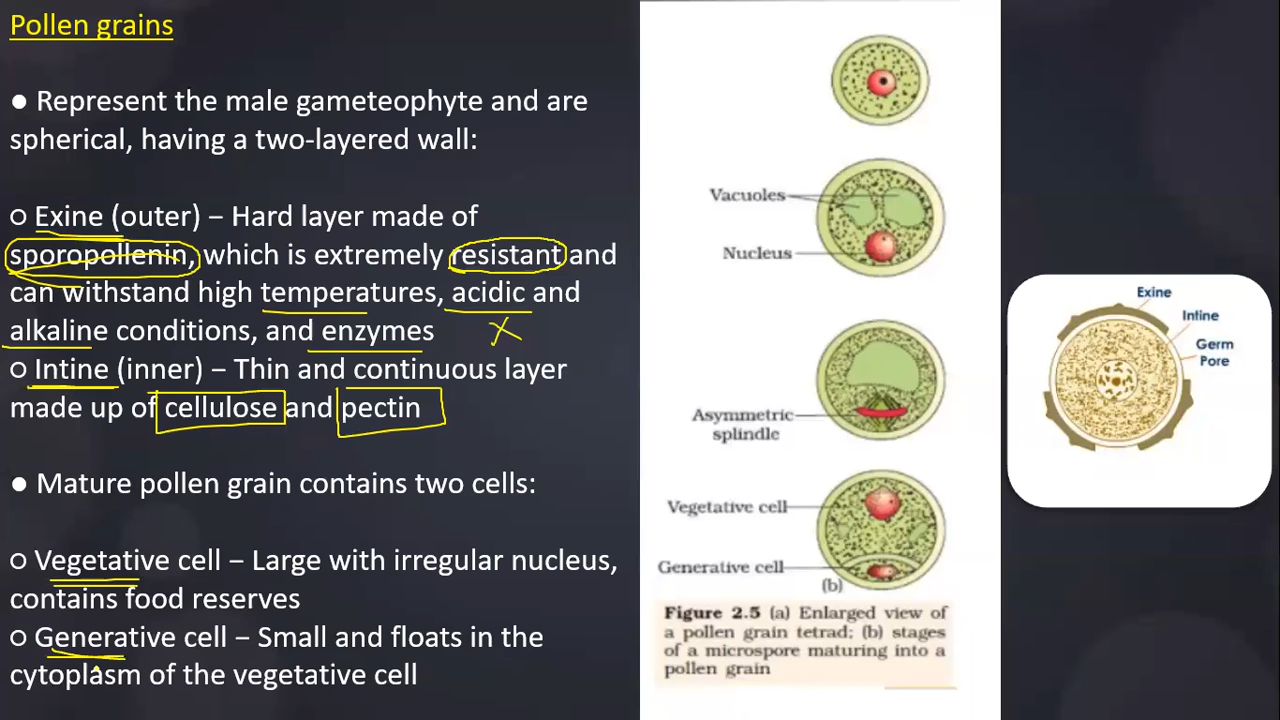 Pollen grains
● Represent the male gameteophyte and are
spherical, having a two-layered wall:
○ Exine (outer) – Hard layer made of
sporopollenin, which is extremely resistant and
can withstand high temperatures, acidic and
alkaline conditions, and enzymes
○ Intine (inner) – Thin and continuous layer
made up of cellulose and pectin
● Mature pollen grain contains two cells:
○ Vegetative cell – Large with irregular nucleus,
contains food reserves
○ Generative cell – Small and floats in the
cytoplasm of the vegetative cell
Vacuoles
Nucleus
Asymmetric
splindle
Vegetative cell
Generative cell
(b)
Figure 2.5 (a) Enlarged view of
a pollen grain tetrad; (b) stages
of a microspore maturing into a
pollen grain
Exine
Intine
Germ
Pore